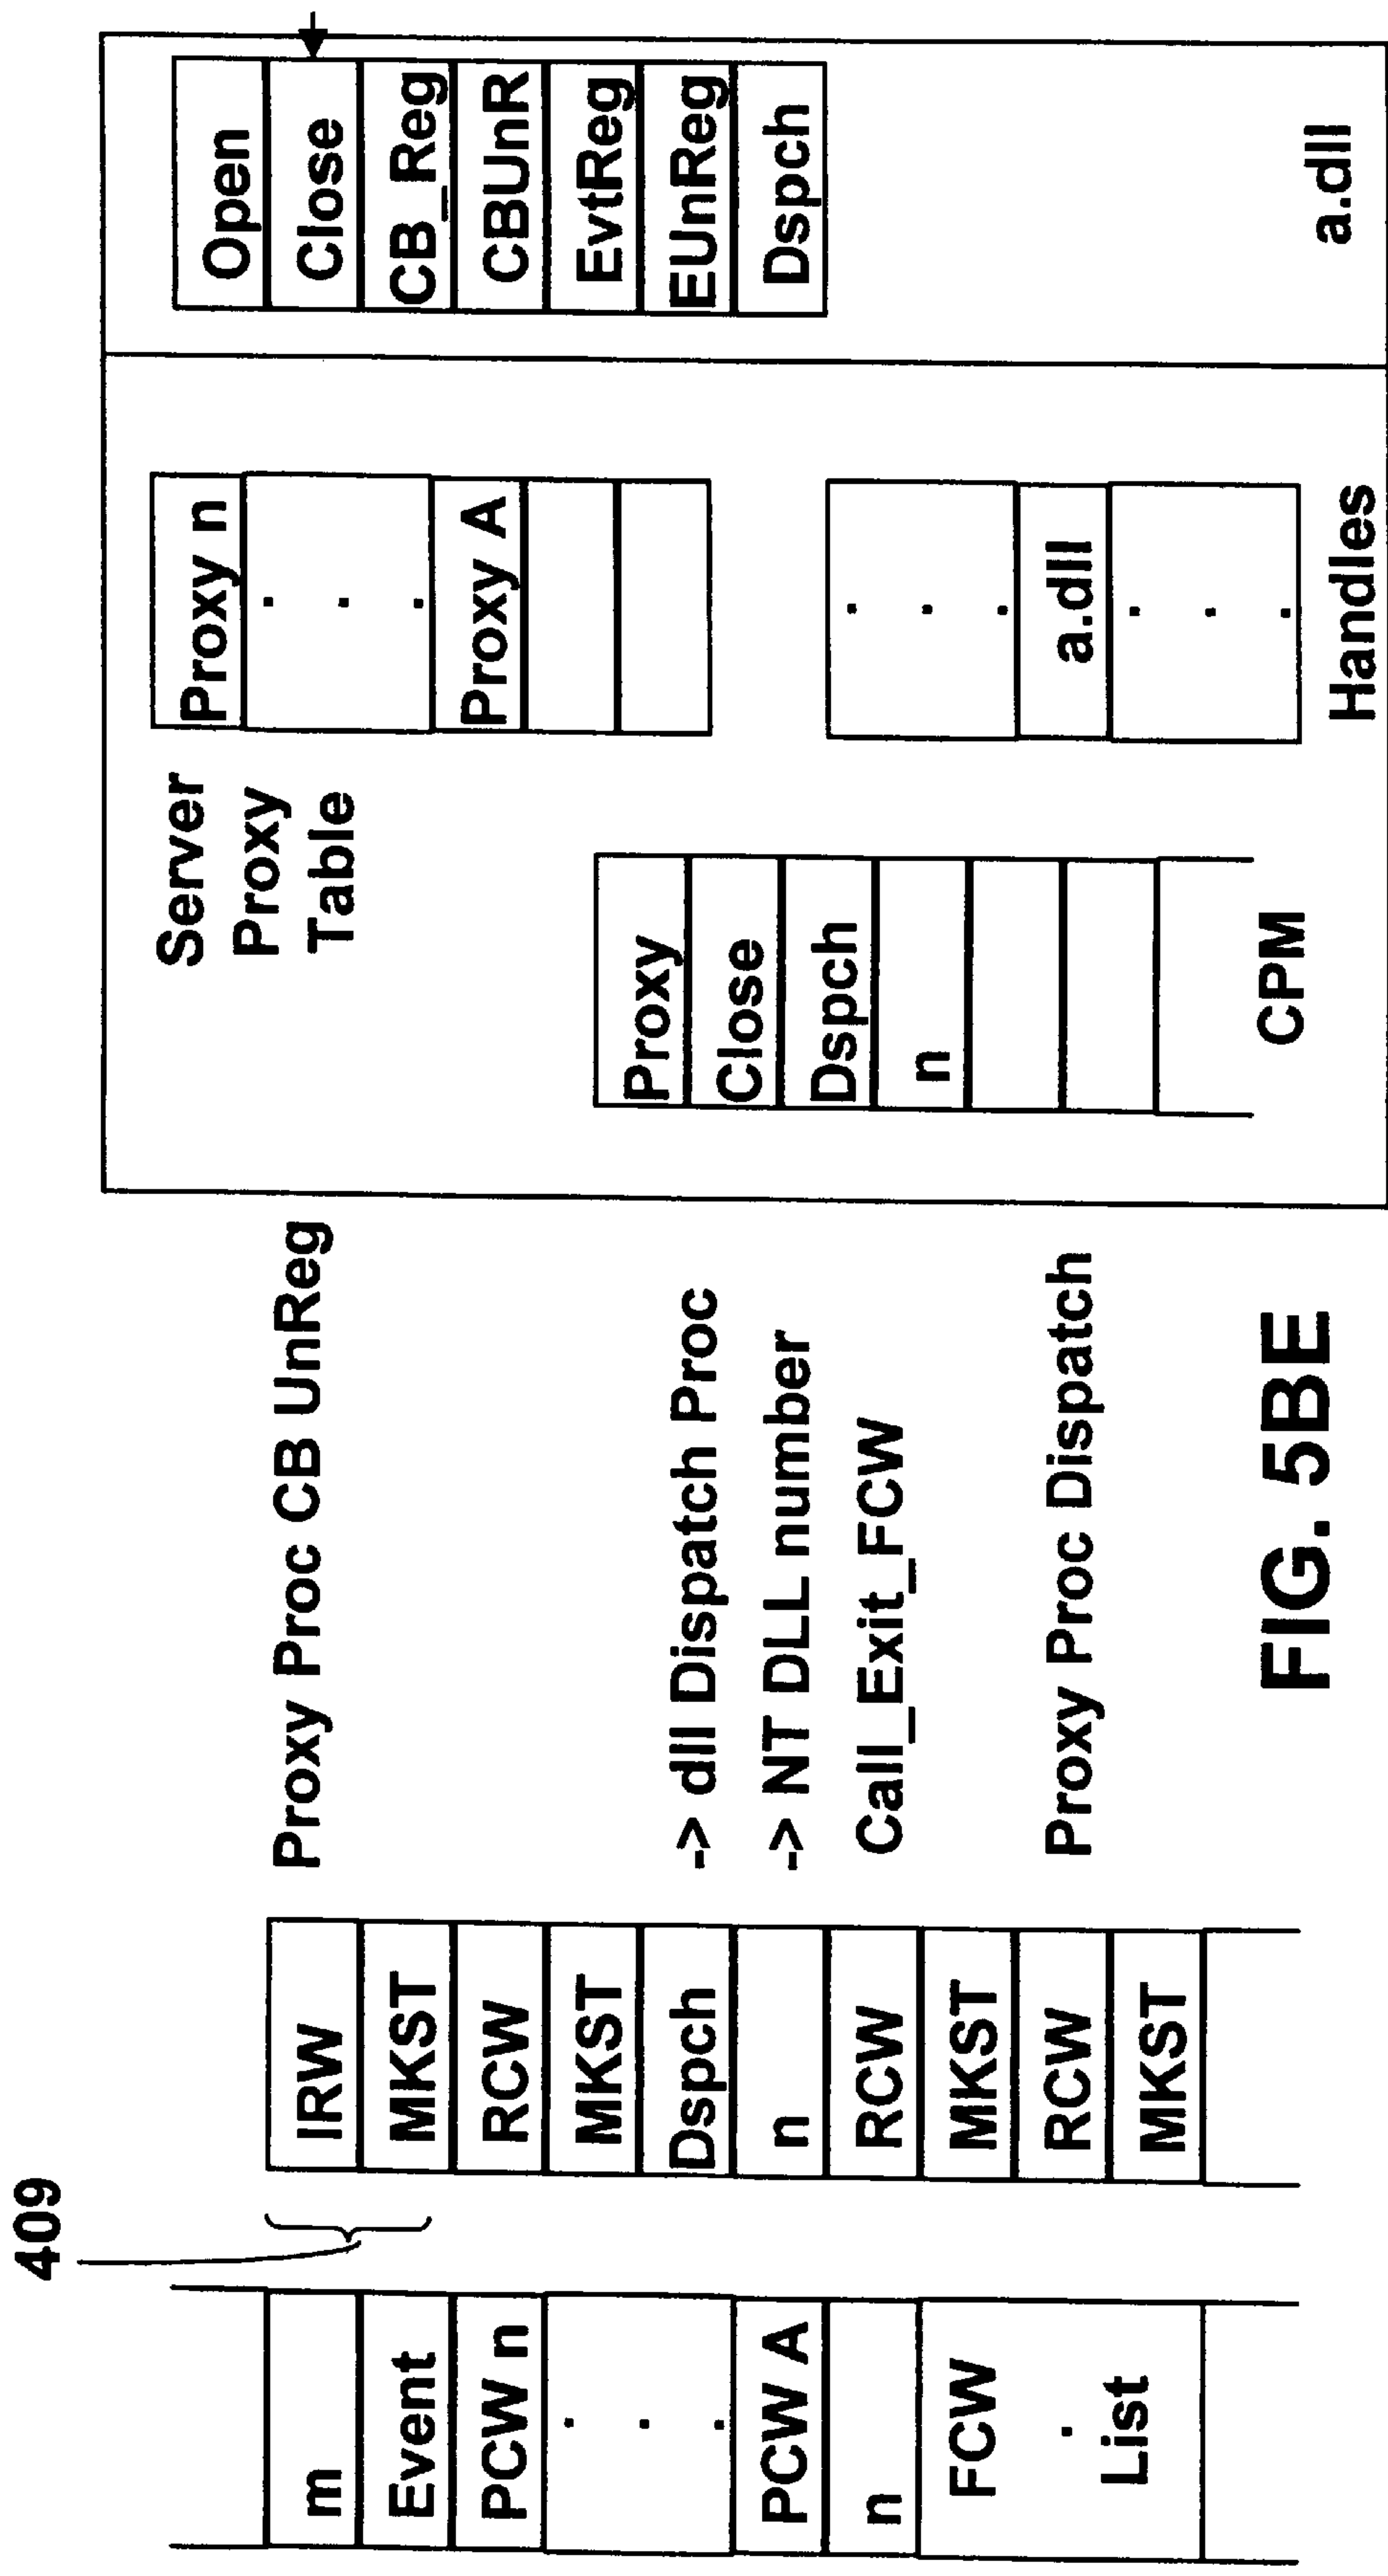 409
m
Event
PCW n
.
.
.
PCW A
n
FCW
.
List
IRW
MKST
RCW
MKST
Dspch
n
RCW
MKST
RCW
MKST
Proxy Proc CB UnReg
-> dll Dispatch Proc
-> NT DLL number
Call_Exit_FCW
Proxy Proc Dispatch
Server
Proxy
Table
Proxy n
.
.
.
Proxy A
Proxy
Close
Dspch
n
CPM
.
.
.
a.dll
.
.
.
Handles
Open
Close
CB_Reg
CBUnR
EvtReg
EUnReg
Dspch
a.dll
FIG. 5BE